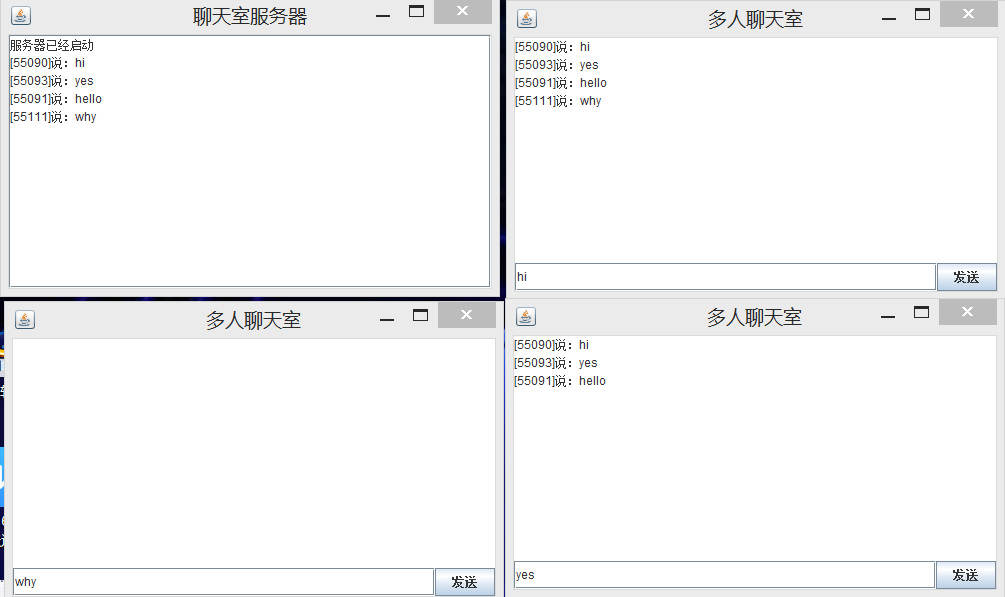 聊天室服务器
服务器已经启动
[55090]说：hi
[55093]说：yes
[55091]说：hello
[55111]说：why
多人聊天室
[55090]说：hi
[55093]说：yes
[55091]说：hello
[55111]说：why
hi
发送
多人聊天室
why
发送
多人聊天室
[55090]说：hi
[55093]说：yes
[55091]说：hello
yes
发送